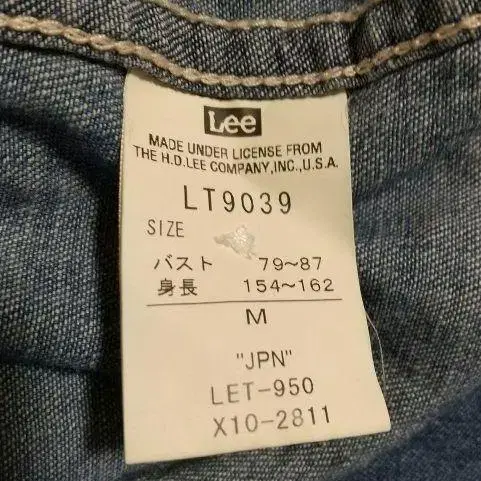 Lee
MADE UNDER LICENSE FROM
THE H.D.LEE COMPANY,INC.,U.S.A.
LT9039
SIZE
バスト 79~87
身長 154~162
M
"JPN"
LET-950
X10-2811